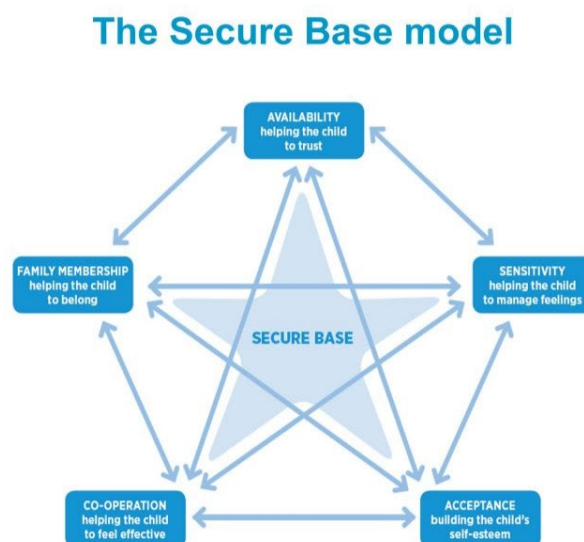 The Secure Base model
AVAILABILITY
helping the child
to trust
FAMILY MEMBERSHIP
helping the child
to belong
SENSITIVITY
helping the child
to manage feelings
SECURE BASE
CO-OPERATION
helping the child
to feel effective
ACCEPTANCE
building the child's
self-esteem